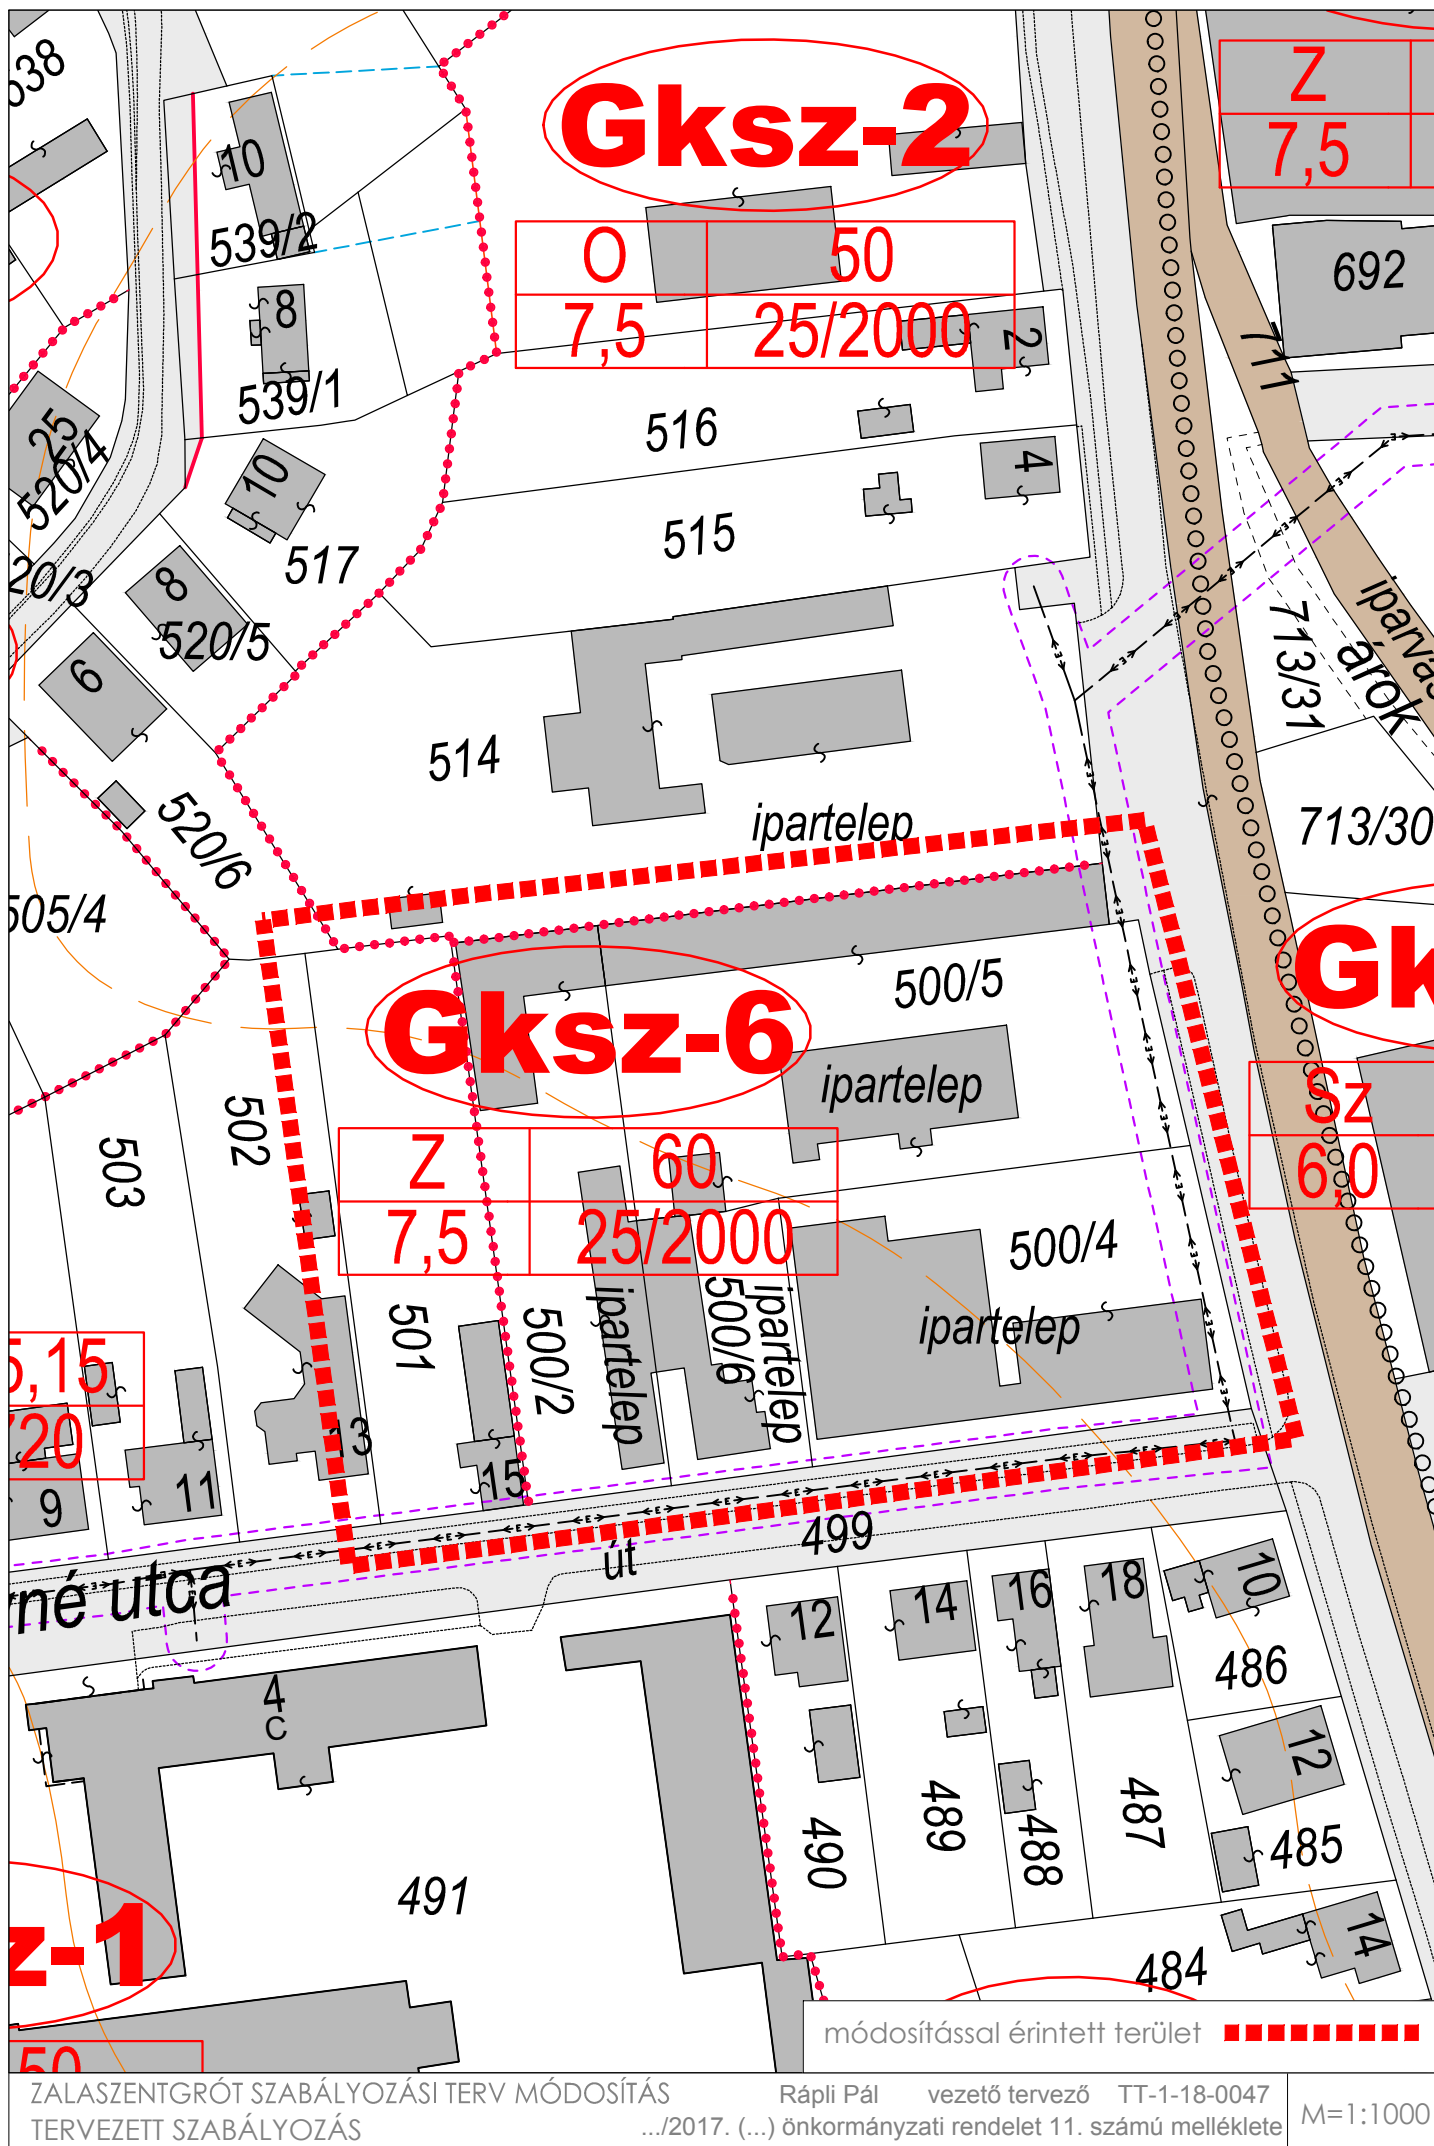 538
Gksz-2
Z
7,5
10
539/2
O 50
7,5 25/2000
692
8
539/1
2
711
516
25
520/4
10
4
515
517
20/3
8
520/5
6
713/31
árok
514
520/6
ipartelep
713/30
505/4
500/5
Gk
Gksz-6
ipartelep
Sz
6,0
502
503
Z 60
7,5 25/2000
500/4
501
500/2
ipartelep
500/6
ipartelep
ipartelep
5,15
20
13
15
11
9
499
út
né utca
12
14
16
18
10
486
4
C
12
490
489
488
487
485
491
z-1
14
484
50
módosítással érintett terület
ZALASZENTGRÓT SZABÁLYOZÁSI TERV MÓDOSÍTÁS
TERVEZETT SZABÁLYOZÁS
Rápli Pál vezető tervező TT-1-18-0047
.../2017. (...) önkormányzati rendelet 11. számú melléklete
M=1:1000